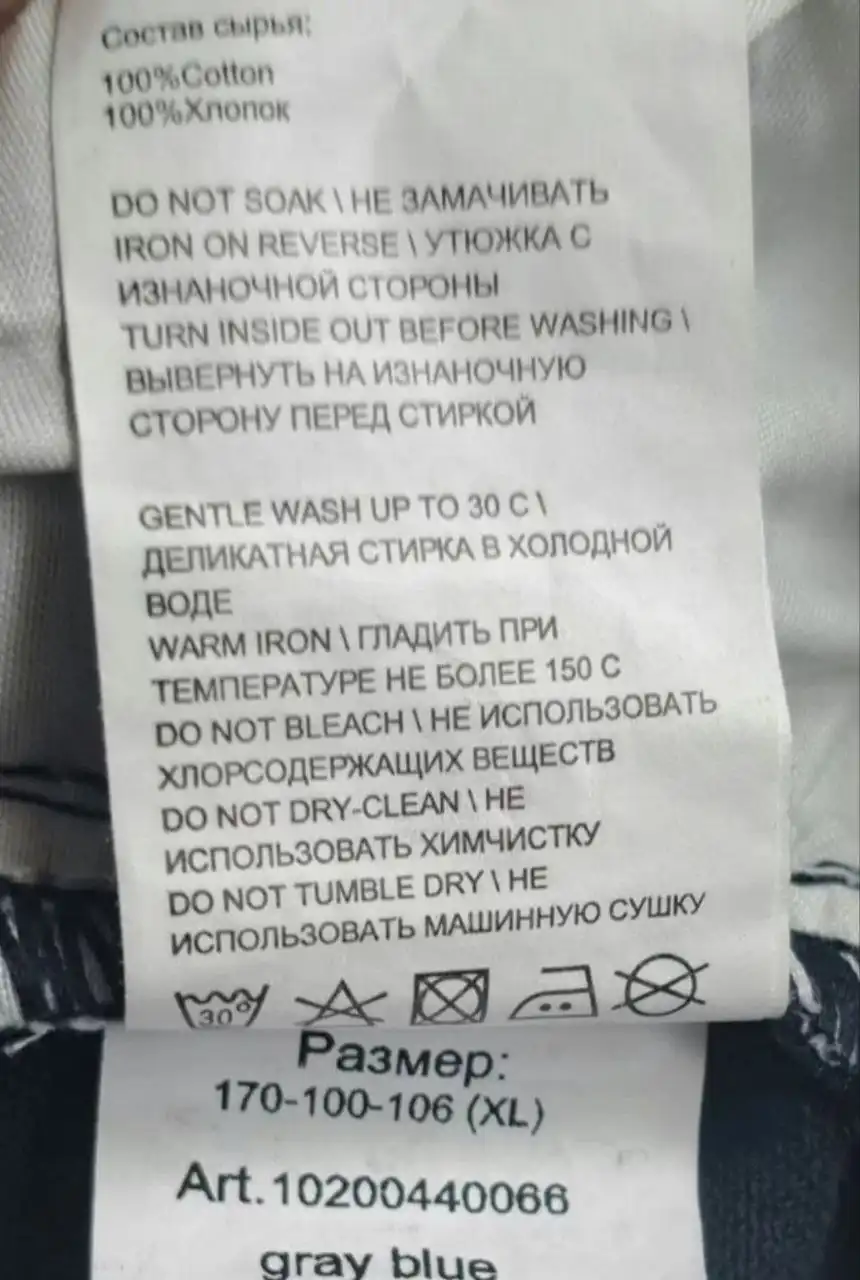 Состав сырья:
100%Cotton
100%Хлопок
DO NOT SOAK \ НЕ ЗАМАЧИВАТЬ
IRON ON REVERSE \ УТЮЖКА С
ИЗНАНОЧНОЙ СТОРОНЫ
TURN INSIDE OUT BEFORE WASHING \
ВЫВЕРНУТЬ НА ИЗНАНОЧНУЮ
СТОРОНУ ПЕРЕД СТИРКОЙ
GENTLE WASH UP TO 30 C \
ДЕЛИКАТНАЯ СТИРКА В ХОЛОДНОЙ
ВОДЕ
WARM IRON \ ГЛАДИТЬ ПРИ
ТЕМПЕРАТУРЕ НЕ БОЛЕЕ 150 С
DO NOT BLEACH \ НЕ ИСПОЛЬЗОВАТЬ
ХЛОРСОДЕРЖАЩИХ ВЕЩЕСТВ
DO NOT DRY-CLEAN \ НЕ
ИСПОЛЬЗОВАТЬ ХИМЧИСТКУ
DO NOT TUMBLE DRY \ НЕ
ИСПОЛЬЗОВАТЬ МАШИННУЮ СУШКУ
30°
Размер:
170-100-106 (XL)
Art.10200440066
gray blue